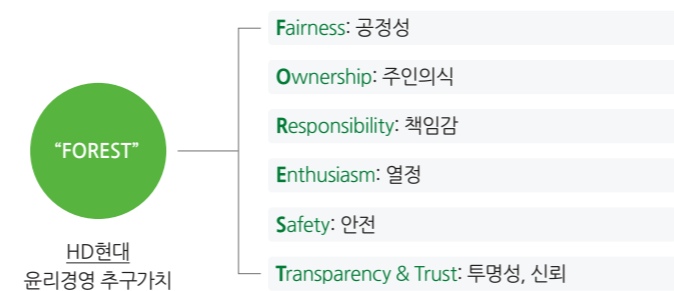 “FOREST”
HD현대
윤리경영 추구가치
Fairness: 공정성
Ownership: 주인의식
Responsibility: 책임감
Enthusiasm: 열정
Safety: 안전
Transparency & Trust: 투명성, 신뢰